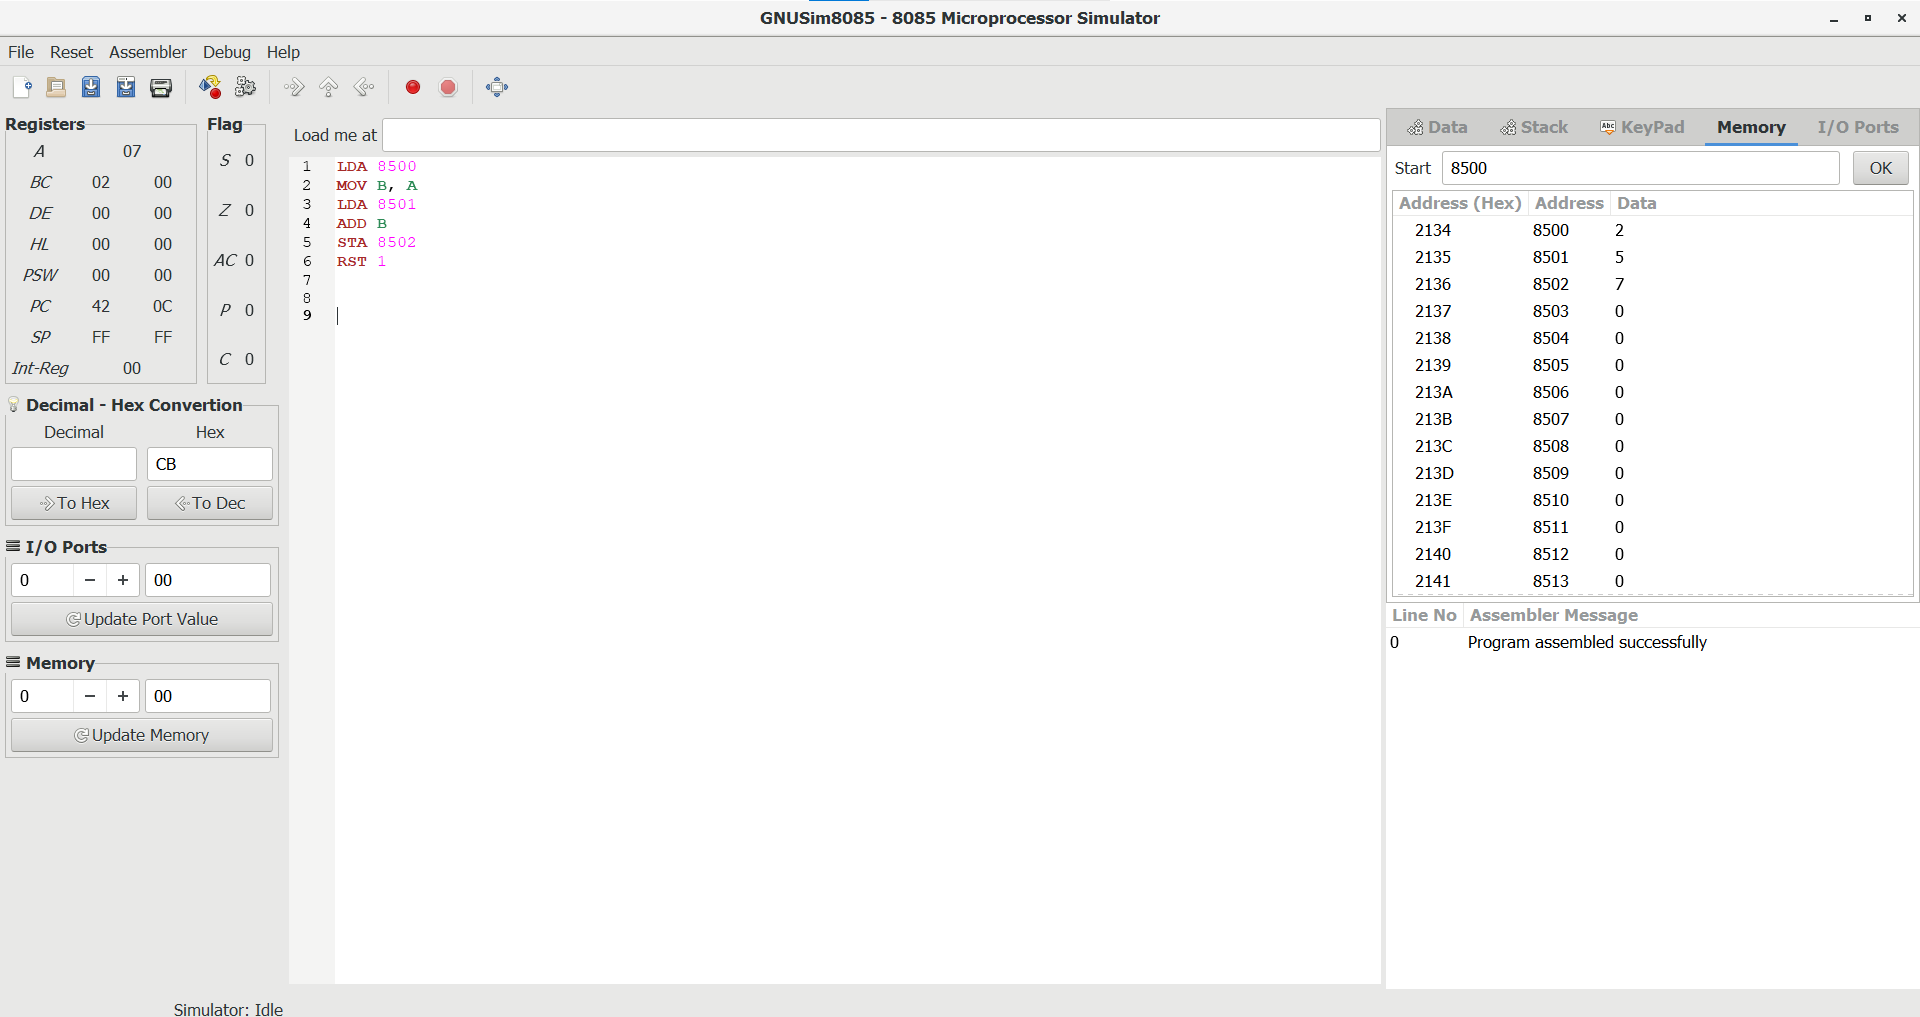 GNUSim8085 - 8085 Microprocessor Simulator
File Reset Assembler Debug Help
Registers
A 07
BC 02 00
DE 00 00
HL 00 00
PSW 00 00
PC 42 0C
SP FF FF
Int-Reg 00
Flag
S 0
Z 0
AC 0
P 0
C 0
Decimal - Hex Convertion
Decimal Hex
CB
To Hex To Dec
I/O Ports
0 − + 00
Update Port Value
Memory
0 − + 00
Update Memory
Load me at
1 LDA 8500
2 MOV B, A
3 LDA 8501
4 ADD B
5 STA 8502
6 RST 1
7
8
9
Data Stack Abc KeyPad Memory I/O Ports
Start 8500 OK
Address (Hex) Address Data
2134 8500 2
2135 8501 5
2136 8502 7
2137 8503 0
2138 8504 0
2139 8505 0
213A 8506 0
213B 8507 0
213C 8508 0
213D 8509 0
213E 8510 0
213F 8511 0
2140 8512 0
2141 8513 0
Line No Assembler Message
0 Program assembled successfully
Simulator: Idle